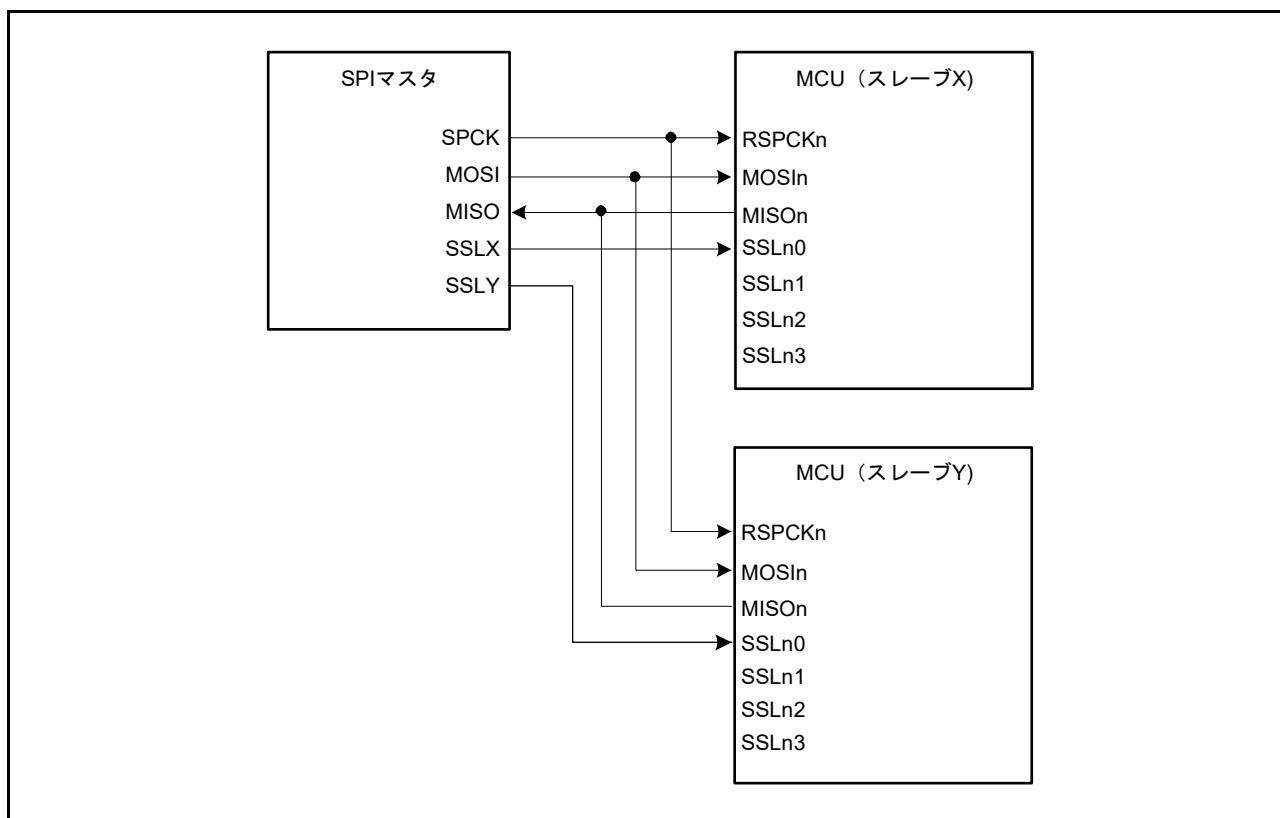 SPIマスタ
SPCK
MOSI
MISO
SSLX
SSLY
MCU（スレーブX)
RSPCKn
MOSIn
MISOn
SSLn0
SSLn1
SSLn2
SSLn3
MCU（スレーブY)
RSPCKn
MOSIn
MISOn
SSLn0
SSLn1
SSLn2
SSLn3